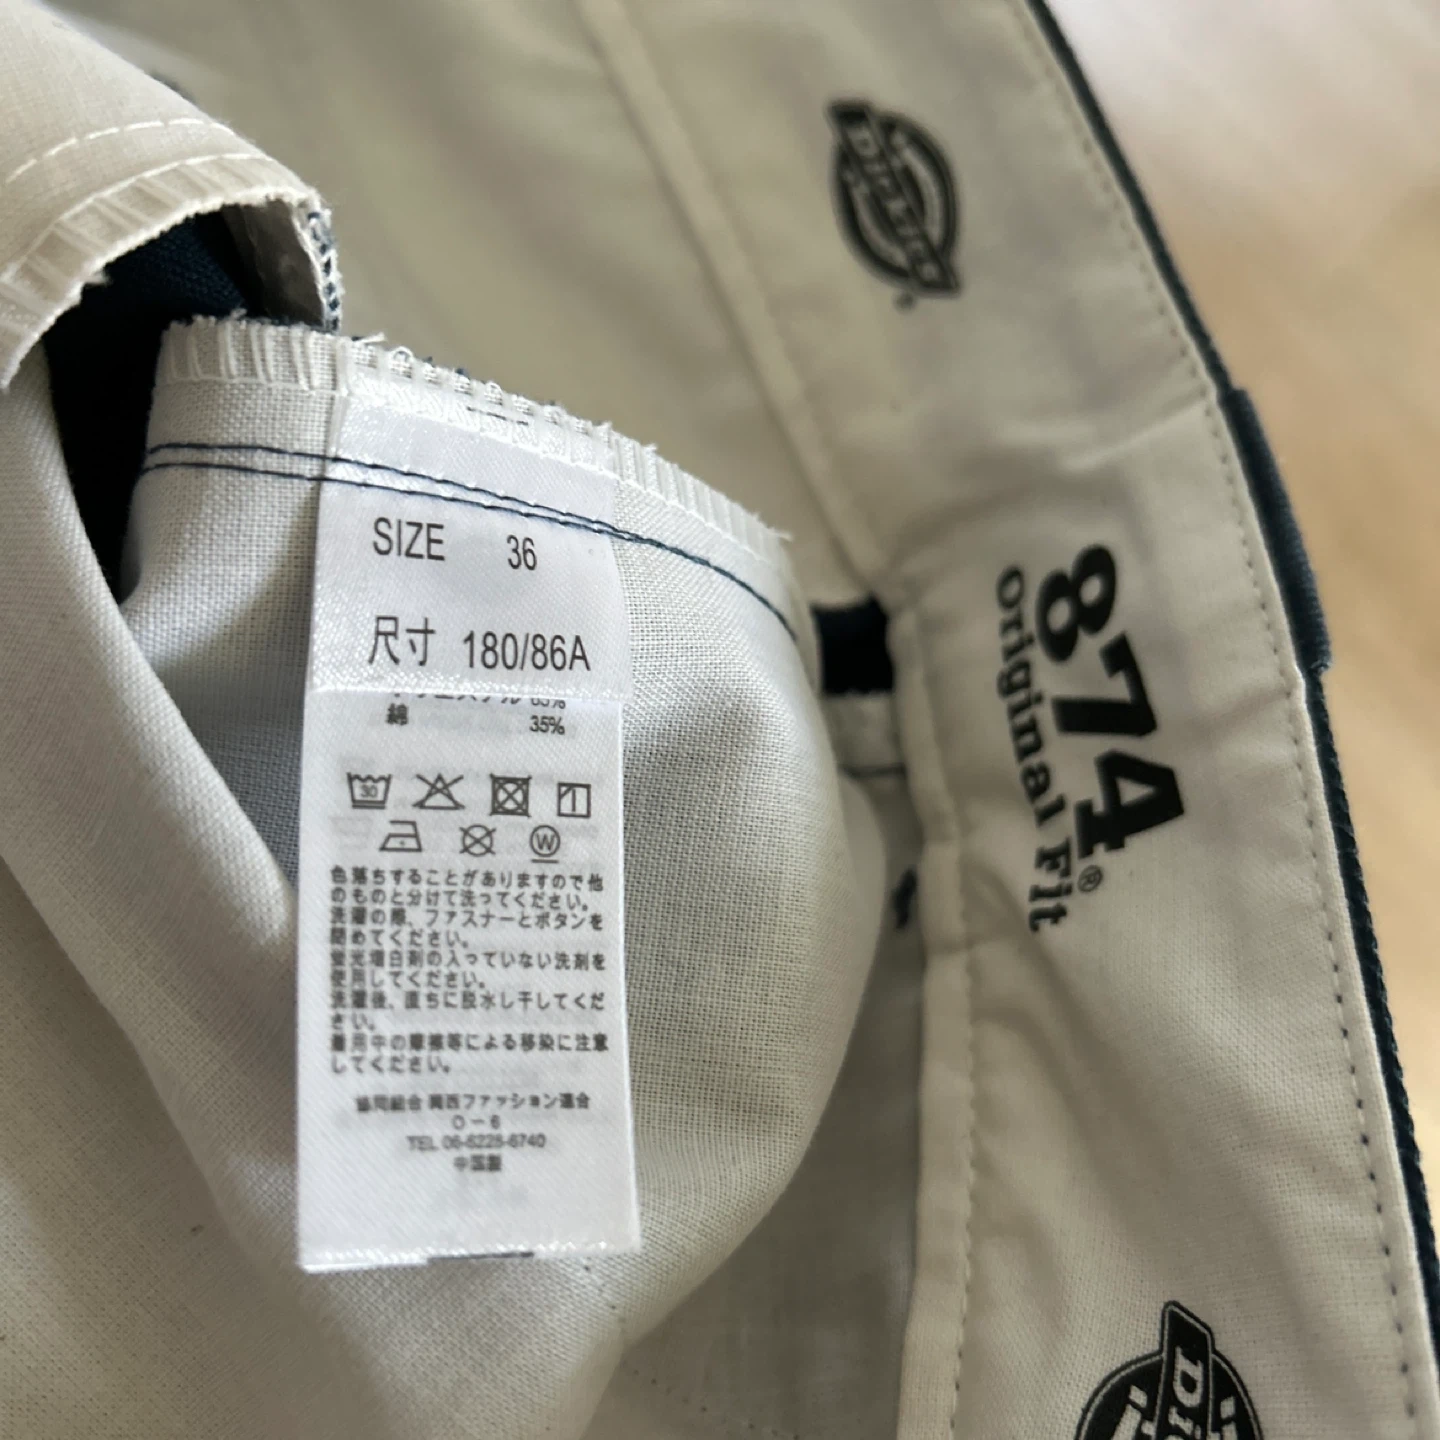 Dickies
SIZE 36
尺寸 180/86A
65%
綿 35%
30
W
色落ちすることがありますので他
のものと分けて洗ってください。
洗濯の際、ファスナーとボタンを
閉めてください。
蛍光増白剤の入っていない洗剤を
使用してください。
洗濯後、直ちに脱水し干してくだ
さい。
着用中の摩擦等による移染に注意
してください。
協同組合 関西ファッション連合
O-6
TEL 06-6228-6740
中国製
874®
Original Fit